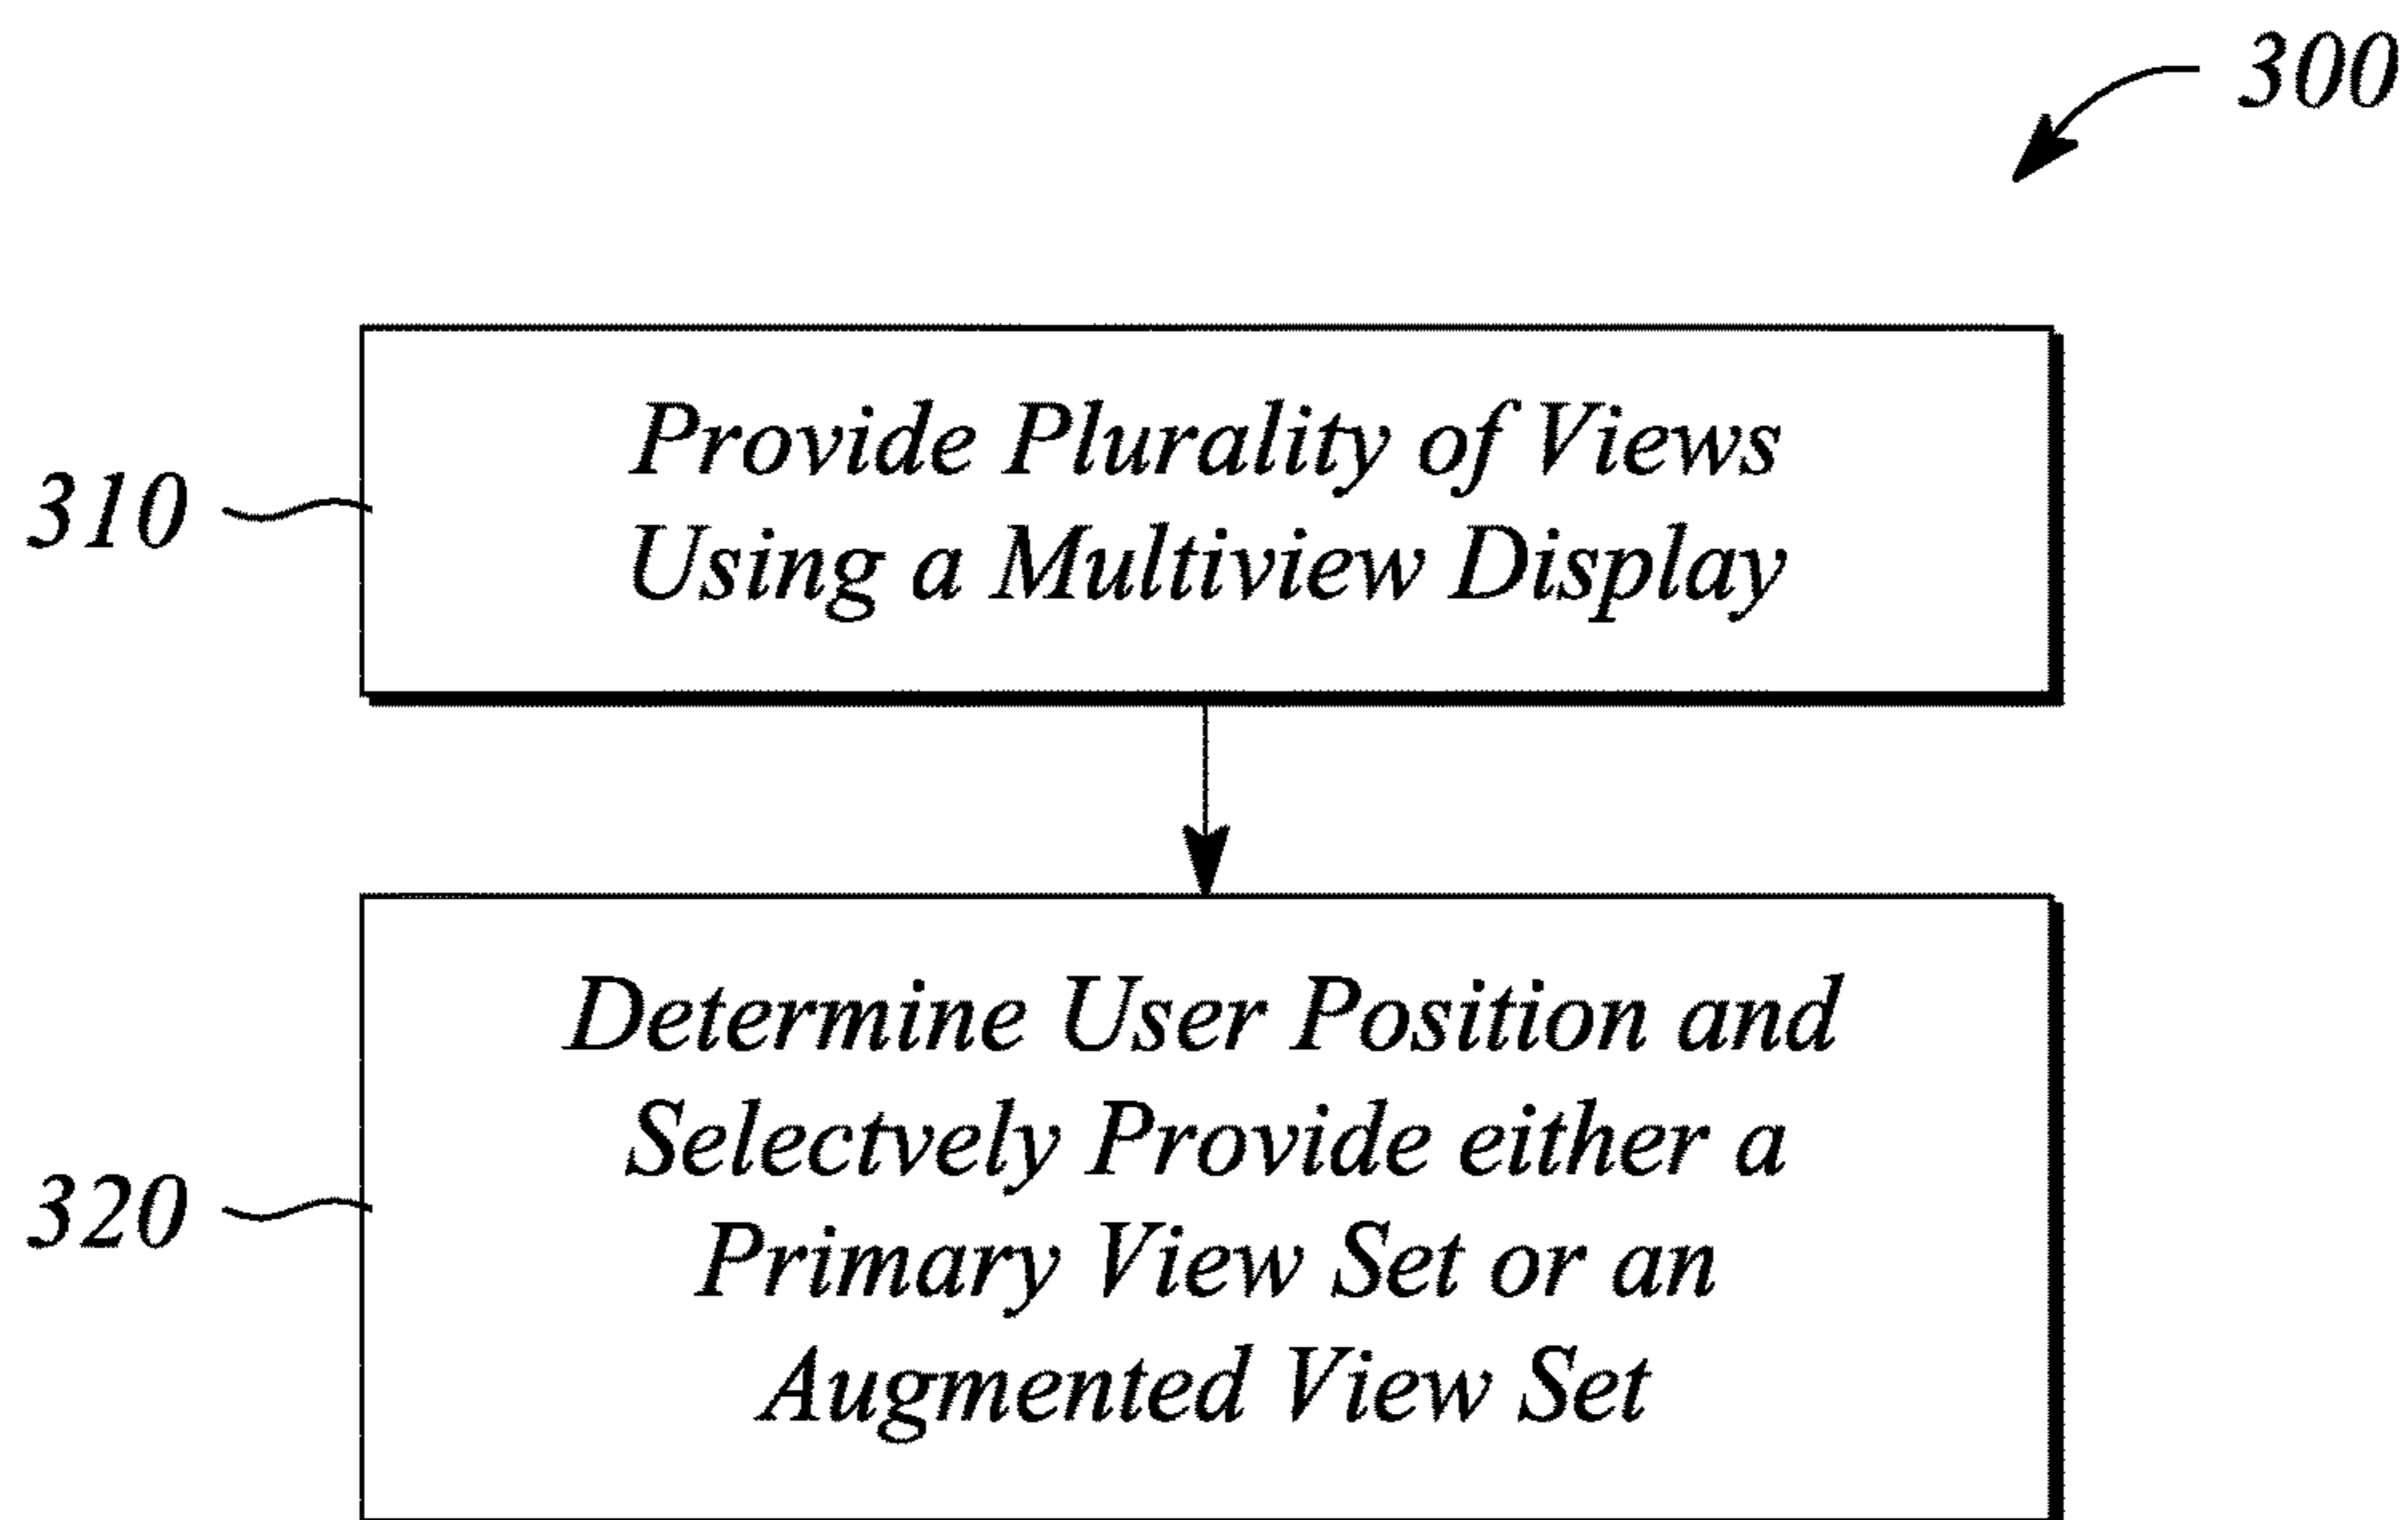 300
310
Provide Plurality of Views
Using a Multiview Display
320
Determine User Position and
Selectvely Provide either a
Primary View Set or an
Augmented View Set